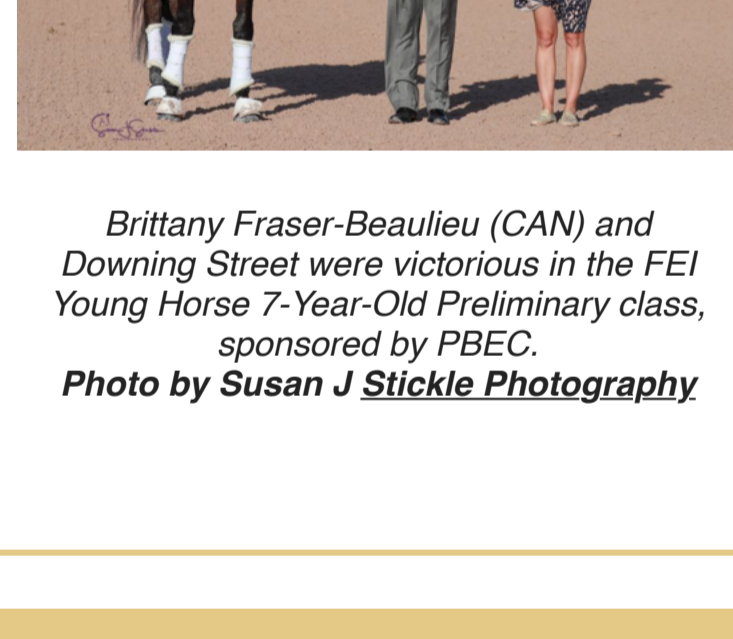 Brittany Fraser-Beaulieu (CAN) and
Downing Street were victorious in the FEI
Young Horse 7-Year-Old Preliminary class,
sponsored by PBEC.
Photo by Susan J Stickle Photography